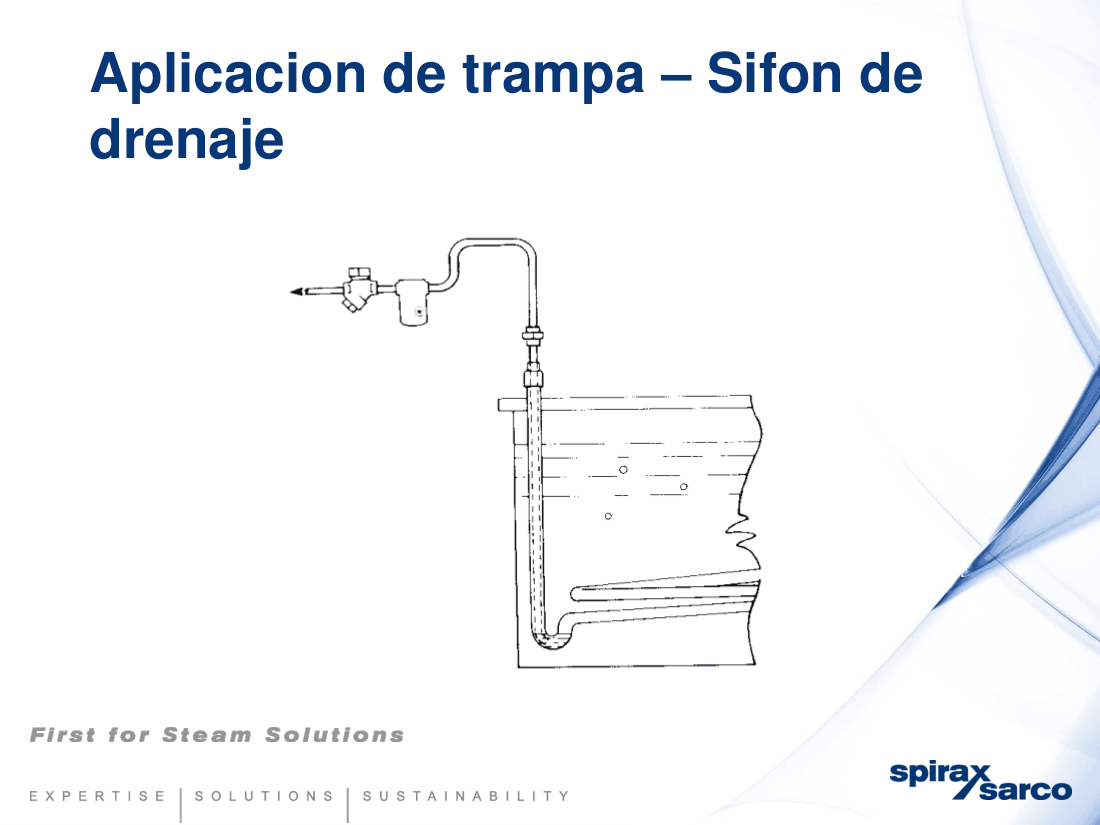 Aplicacion de trampa – Sifon de
drenaje
First for Steam Solutions
EXPERTISE SOLUTIONS SUSTAINABILITY
spirax
sarco